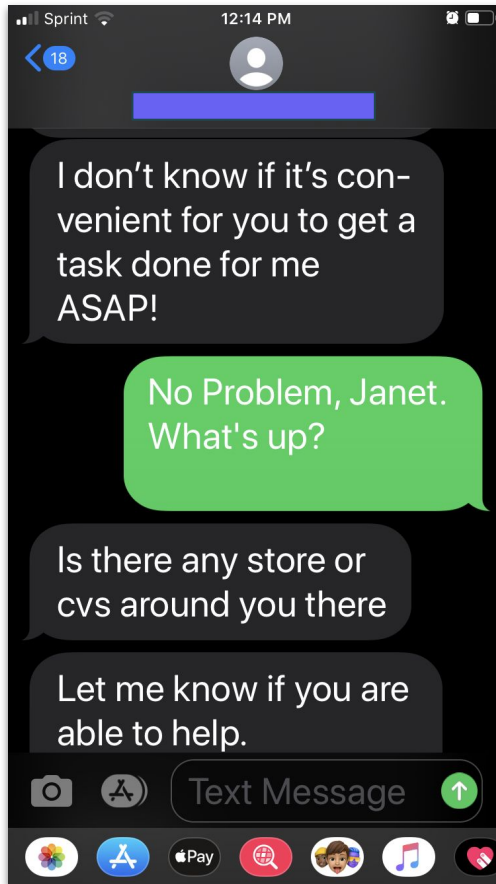 Sprint 12:14 PM
18
I don't know if it's con-
venient for you to get a
task done for me
ASAP!
No Problem, Janet.
What's up?
Is there any store or
cvs around you there
Let me know if you are
able to help.
Text Message
Pay